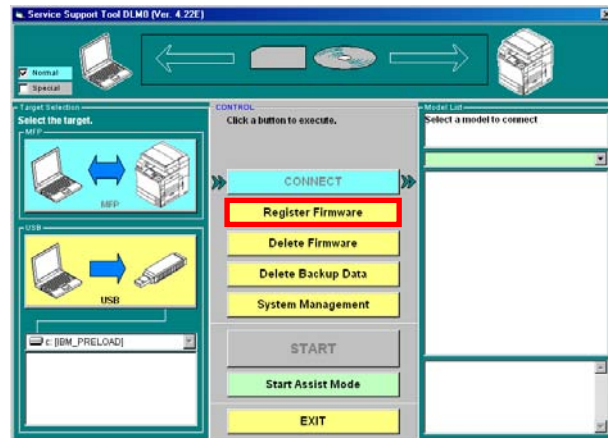 Service Support Tool DLM0 (Ver. 4.22E)
Normal
Special
Target Selection
Select the target.
MFP
MFP
USB
USB
c: [IBM_PRELOAD]
CONTROL
Click a button to execute.
CONNECT
Register Firmware
Delete Firmware
Delete Backup Data
System Management
START
Start Assist Mode
EXIT
Model List
Select a model to connect